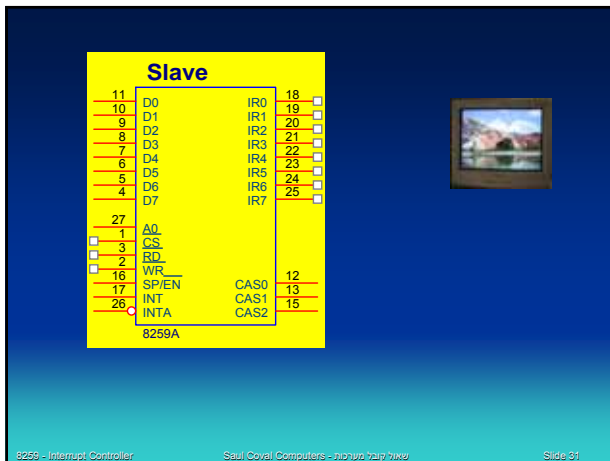 Slave
11 D0 IR0 18
10 D1 IR1 19
9 D2 IR2 20
8 D3 IR3 21
7 D4 IR4 22
6 D5 IR5 23
5 D6 IR6 24
4 D7 IR7 25
27 A0
1 CS
3 RD
2 WR
16 SP/EN CAS0 12
17 INT CAS1 13
26 INTA CAS2 15
8259A
8259 - Interrupt Controller Saul Coval Computers - שאול קובל מערכות Slide 31